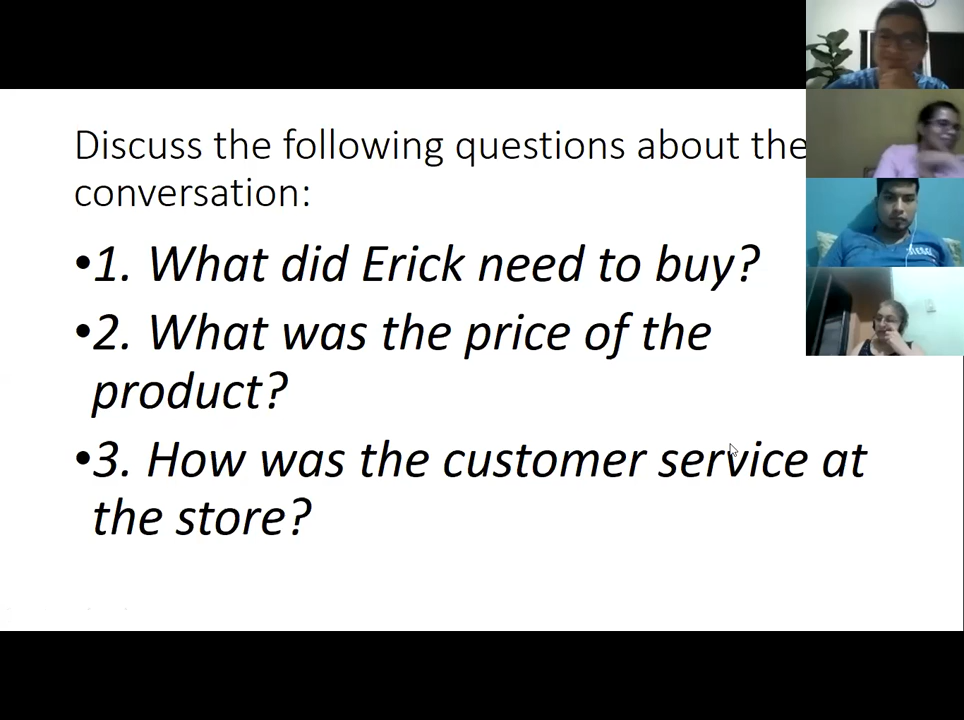 Discuss the following questions about the
conversation:
•1. What did Erick need to buy?
•2. What was the price of the
product?
•3. How was the customer service at
the store?